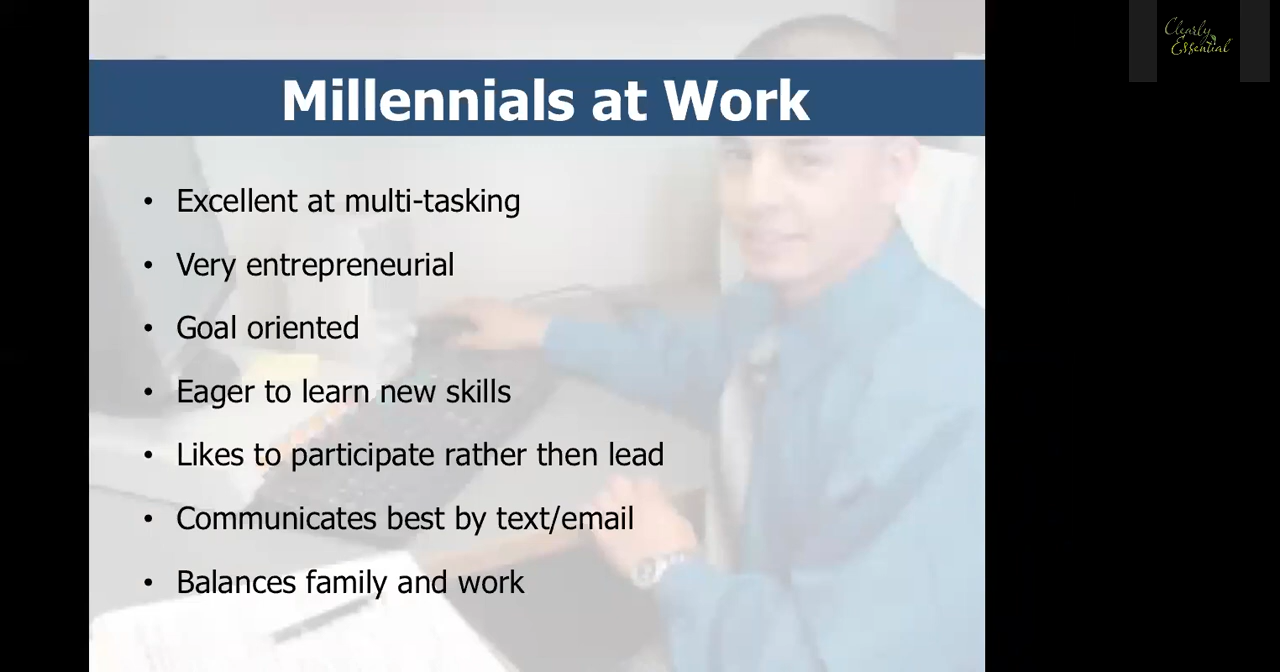 Clearly
Essential
Millennials at Work
• Excellent at multi-tasking
• Very entrepreneurial
• Goal oriented
• Eager to learn new skills
• Likes to participate rather then lead
• Communicates best by text/email
• Balances family and work